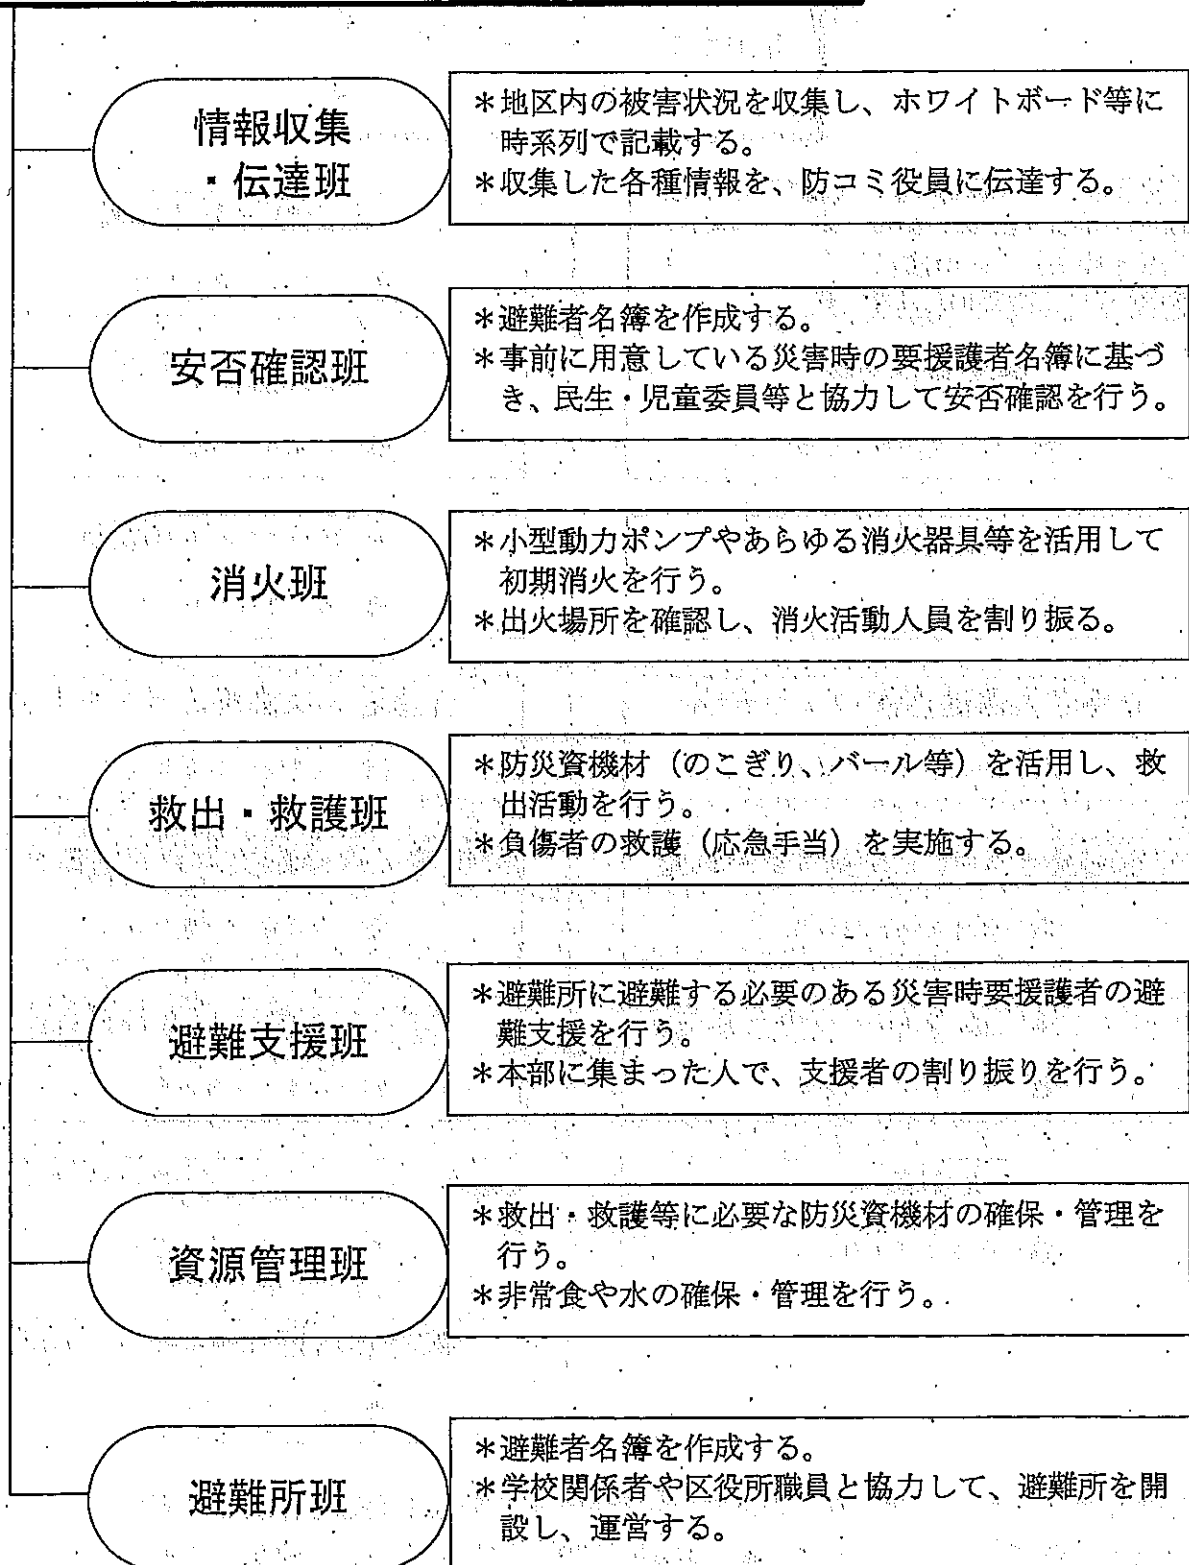 情報収集
・伝達班
＊地区内の被害状況を収集し、ホワイトボード等に
時系列で記載する。
＊収集した各種情報を、防コミ役員に伝達する。
安否確認班
＊避難者名簿を作成する。
＊事前に用意している災害時の要援護者名簿に基づ
き、民生・児童委員等と協力して安否確認を行う。
消火班
＊小型動力ポンプやあらゆる消火器具等を活用して
初期消火を行う。
＊出火場所を確認し、消火活動人員を割り振る。
救出・救護班
＊防災資機材（のこぎり、バール等）を活用し、救
出活動を行う。
＊負傷者の救護（応急手当）を実施する。
避難支援班
＊避難所に避難する必要のある災害時要援護者の避
難支援を行う。
＊本部に集まった人で、支援者の割り振りを行う。
資源管理班
＊救出・救護等に必要な防災資機材の確保・管理を
行う。
＊非常食や水の確保・管理を行う。
避難所班
＊避難者名簿を作成する。
＊学校関係者や区役所職員と協力して、避難所を開
設し、運営する。